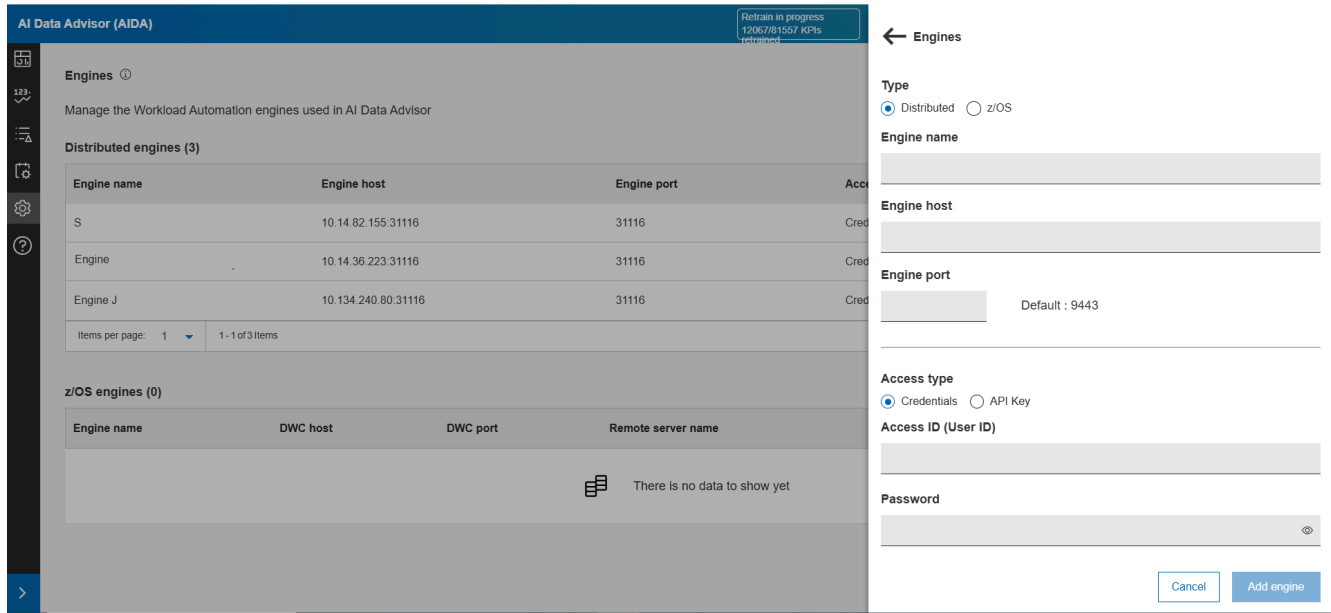 AI Data Advisor (AIDA)
Retrain in progress
12067/81557 KPIs
retrained
Engines
Manage the Workload Automation engines used in AI Data Advisor
Distributed engines (3)
Engine name Engine host Engine port Acce
S 10.14.82.155:31116 31116 Cred
Engine 10.14.36.223:31116 31116 Cred
Engine J 10.134.240.80:31116 31116 Cred
Items per page: 1 1 - 1 of 3 Items
z/OS engines (0)
Engine name DWC host DWC port Remote server name
There is no data to show yet
Engines
Type
Distributed z/OS
Engine name
Engine host
Engine port
Default : 9443
Access type
Credentials API Key
Access ID (User ID)
Password
Cancel Add engine